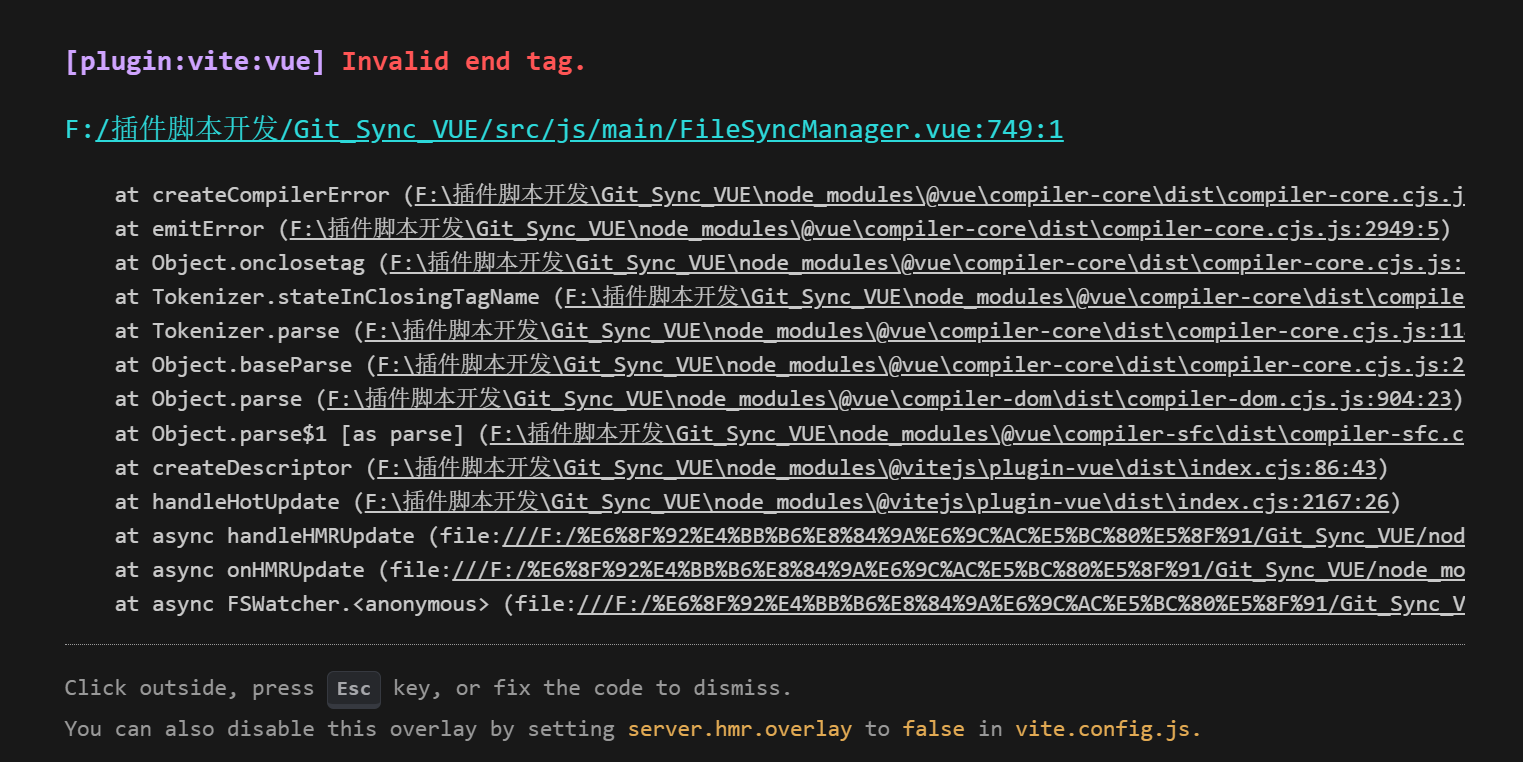 [plugin:vite:vue] Invalid end tag.
F:/插件脚本开发/Git_Sync_VUE/src/js/main/FileSyncManager.vue:749:1
at createCompilerError (F:\插件脚本开发\Git_Sync_VUE\node_modules\@vue\compiler-core\dist\compiler-core.cjs.j
at emitError (F:\插件脚本开发\Git_Sync_VUE\node_modules\@vue\compiler-core\dist\compiler-core.cjs.js:2949:5)
at Object.onclosetag (F:\插件脚本开发\Git_Sync_VUE\node_modules\@vue\compiler-core\dist\compiler-core.cjs.js:
at Tokenizer.stateInClosingTagName (F:\插件脚本开发\Git_Sync_VUE\node_modules\@vue\compiler-core\dist\compile
at Tokenizer.parse (F:\插件脚本开发\Git_Sync_VUE\node_modules\@vue\compiler-core\dist\compiler-core.cjs.js:11
at Object.baseParse (F:\插件脚本开发\Git_Sync_VUE\node_modules\@vue\compiler-core\dist\compiler-core.cjs.js:2
at Object.parse (F:\插件脚本开发\Git_Sync_VUE\node_modules\@vue\compiler-dom\dist\compiler-dom.cjs.js:904:23)
at Object.parse$1 [as parse] (F:\插件脚本开发\Git_Sync_VUE\node_modules\@vue\compiler-sfc\dist\compiler-sfc.c
at createDescriptor (F:\插件脚本开发\Git_Sync_VUE\node_modules\@vitejs\plugin-vue\dist\index.cjs:86:43)
at handleHotUpdate (F:\插件脚本开发\Git_Sync_VUE\node_modules\@vitejs\plugin-vue\dist\index.cjs:2167:26)
at async handleHMRUpdate (file:///F:/%E6%8F%92%E4%BB%B6%E8%84%9A%E6%9C%AC%E5%BC%80%E5%8F%91/Git_Sync_VUE/nod
at async onHMRUpdate (file:///F:/%E6%8F%92%E4%BB%B6%E8%84%9A%E6%9C%AC%E5%BC%80%E5%8F%91/Git_Sync_VUE/node_mo
at async FSWatcher.<anonymous> (file:///F:/%E6%8F%92%E4%BB%B6%E8%84%9A%E6%9C%AC%E5%BC%80%E5%8F%91/Git_Sync_V
Click outside, press Esc key, or fix the code to dismiss.
You can also disable this overlay by setting server.hmr.overlay to false in vite.config.js.